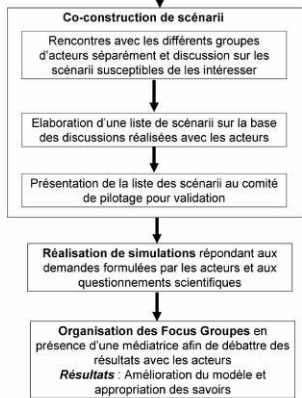 Co-construction de scénarii
Rencontres avec les différents groupes
d'acteurs séparément et discussion sur les
scénarii susceptibles de les intéresser
Elaboration d'une liste de scénario sur la base
des discussions réalisées avec les acteurs
Présentation de la liste des scénarii au comité
de pilotage pour validation
Réalisation de simulations répondant aux
demandes formulées par les acteurs et aux
questionnements scientifiques
Organisation des Focus Groupes en
présence d'une médiatrice afin de débattre des
résultats avec les acteurs
Résultats : Amélioration du modèle et
appropriation des savoirs